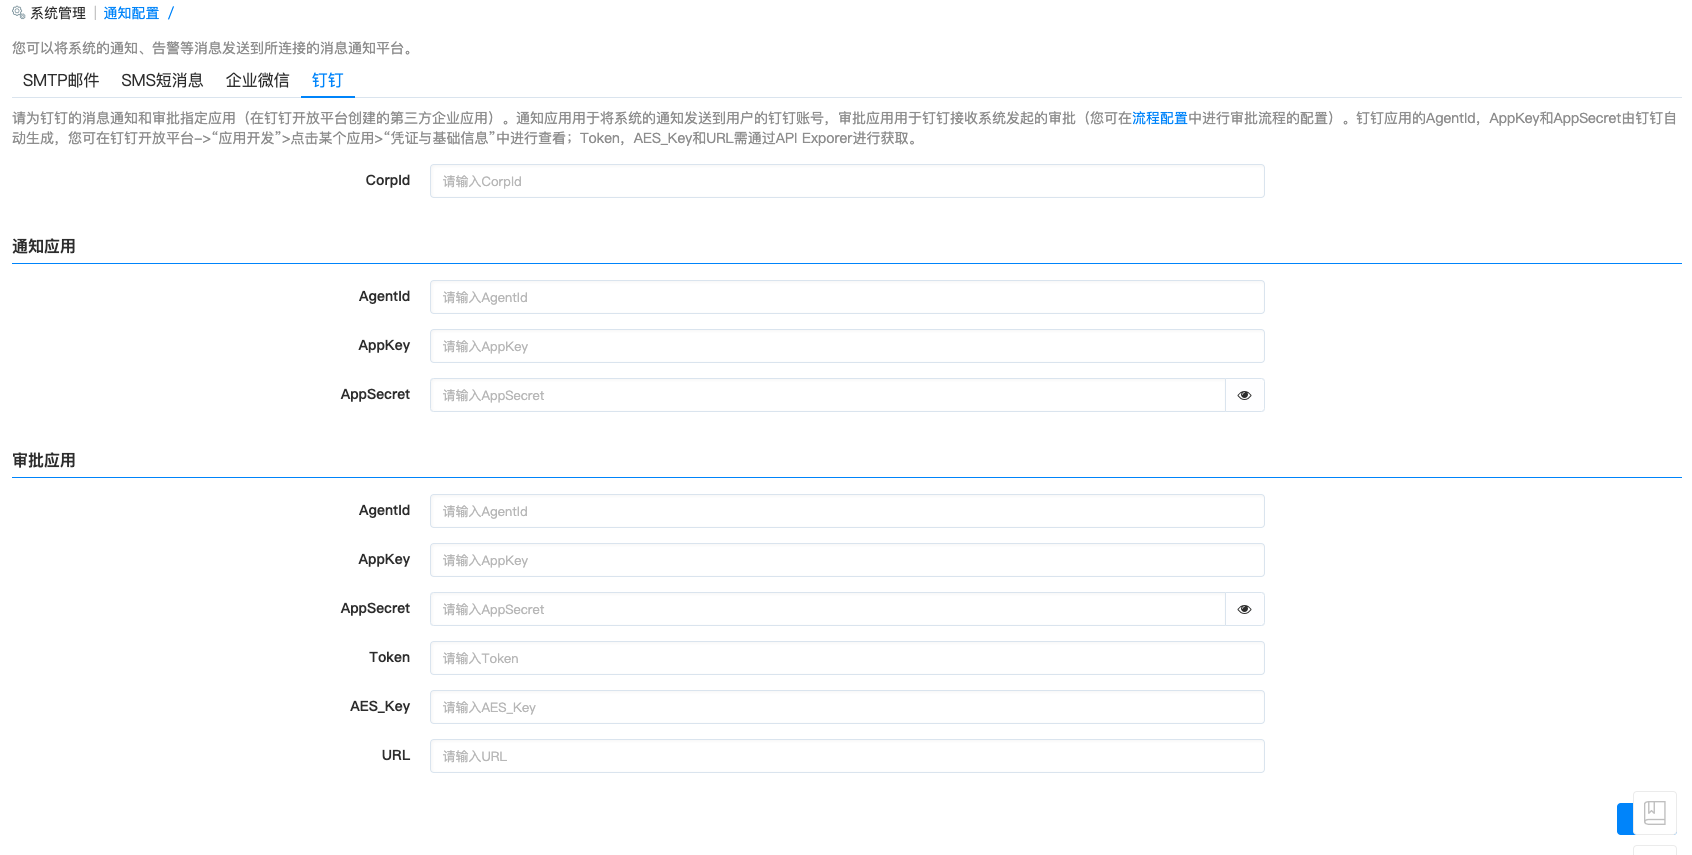 系统管理 | 通知配置 /
您可以将系统的通知、告警等消息发送到所连接的消息通知平台。
SMTP邮件 SMS短消息 企业微信 钉钉
请为钉钉的消息通知和审批指定应用（在钉钉开放平台创建的第三方企业应用）。通知应用用于将系统的通知发送到用户的钉钉账号，审批应用用于钉钉接收系统发起的审批（您可在流程配置中进行审批流程的配置）。钉钉应用的AgentId，AppKey和AppSecret由钉钉自
动生成，您可在钉钉开放平台->“应用开发”>点击某个应用>“凭证与基础信息”中进行查看；Token，AES_Key和URL需通过API Exporer进行获取。
CorpId 请输入CorpId
通知应用
AgentId 请输入AgentId
AppKey 请输入AppKey
AppSecret 请输入AppSecret
审批应用
AgentId 请输入AgentId
AppKey 请输入AppKey
AppSecret 请输入AppSecret
Token 请输入Token
AES_Key 请输入AES_Key
URL 请输入URL